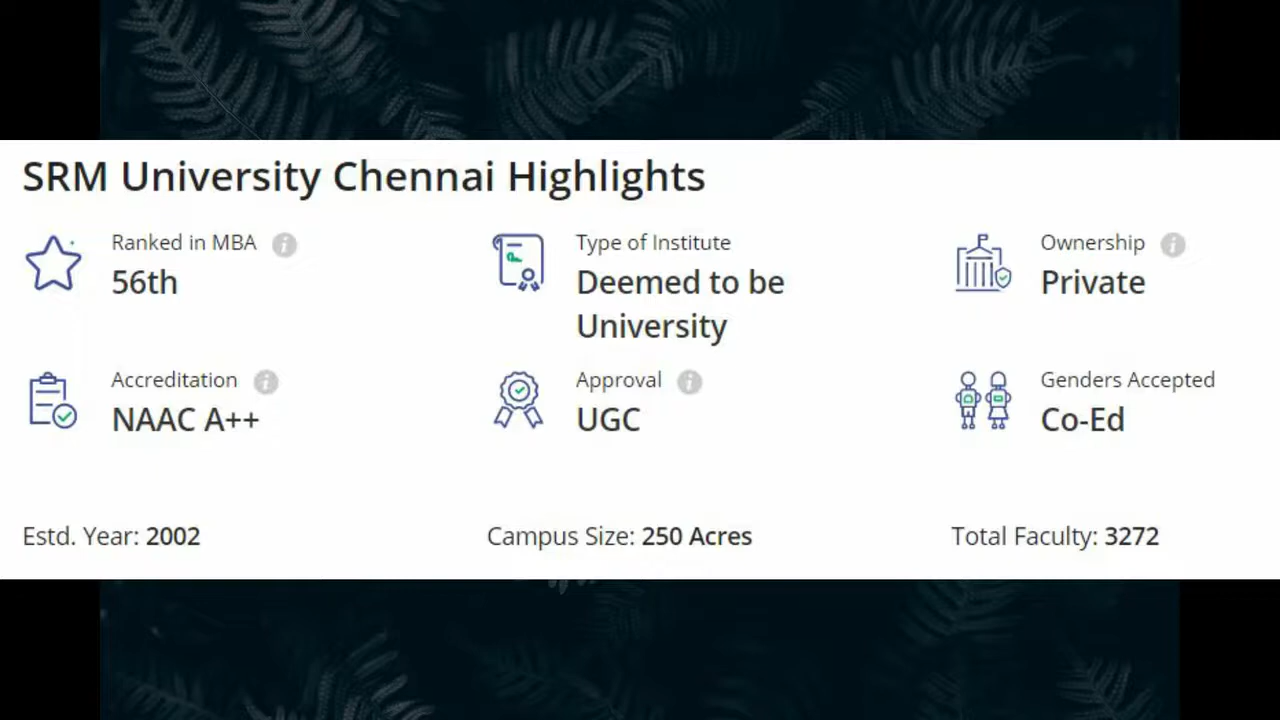 SRM University Chennai Highlights
Ranked in MBA
56th
Type of Institute
Deemed to be
University
Ownership
Private
Accreditation
NAAC A++
Approval
UGC
Genders Accepted
Co-Ed
Estd. Year: 2002
Campus Size: 250 Acres
Total Faculty: 3272